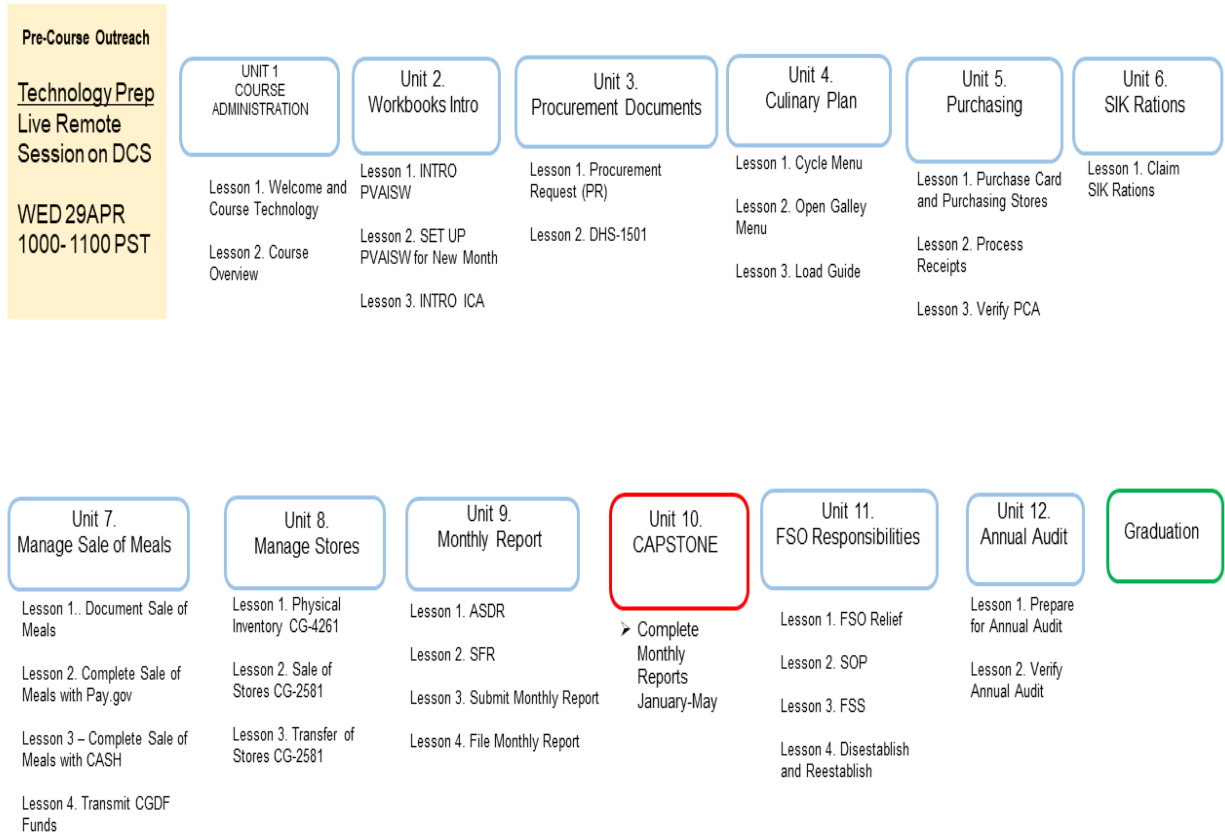 Pre-Course Outreach
Technology Prep
Live Remote
Session on DCS
WED 29APR
1000- 1100 PST
UNIT 1
COURSE
ADMINISTRATION
Lesson 1. Welcome and
Course Technology
Lesson 2. Course
Overview
Unit 2.
Workbooks Intro
Lesson 1. INTRO
PVAISW
Lesson 2. SET UP
PVAISW for New Month
Lesson 3. INTRO ICA
Unit 3.
Procurement Documents
Lesson 1. Procurement
Request (PR)
Lesson 2. DHS-1501
Unit 4.
Culinary Plan
Lesson 1. Cycle Menu
Lesson 2. Open Galley
Menu
Lesson 3. Load Guide
Unit 5.
Purchasing
Lesson 1. Purchase Card
and Purchasing Stores
Lesson 2. Process
Receipts
Lesson 3. Verify PCA
Unit 6.
SIK Rations
Lesson 1. Claim
SIK Rations
Unit 7.
Manage Sale of Meals
Lesson 1.. Document Sale of
Meals
Lesson 2. Complete Sale of
Meals with Pay.gov
Lesson 3 – Complete Sale of
Meals with CASH
Lesson 4. Transmit CGDF
Funds
Unit 8.
Manage Stores
Lesson 1. Physical
Inventory CG-4261
Lesson 2. Sale of
Stores CG-2581
Lesson 3. Transfer of
Stores CG-2581
Unit 9.
Monthly Report
Lesson 1. ASDR
Lesson 2. SFR
Lesson 3. Submit Monthly Report
Lesson 4. File Monthly Report
Unit 10.
CAPSTONE
➢ Complete
Monthly
Reports
January-May
Unit 11.
FSO Responsibilities
Lesson 1. FSO Relief
Lesson 2. SOP
Lesson 3. FSS
Lesson 4. Disestablish
and Reestablish
Unit 12.
Annual Audit
Lesson 1. Prepare
for Annual Audit
Lesson 2. Verify
Annual Audit
Graduation